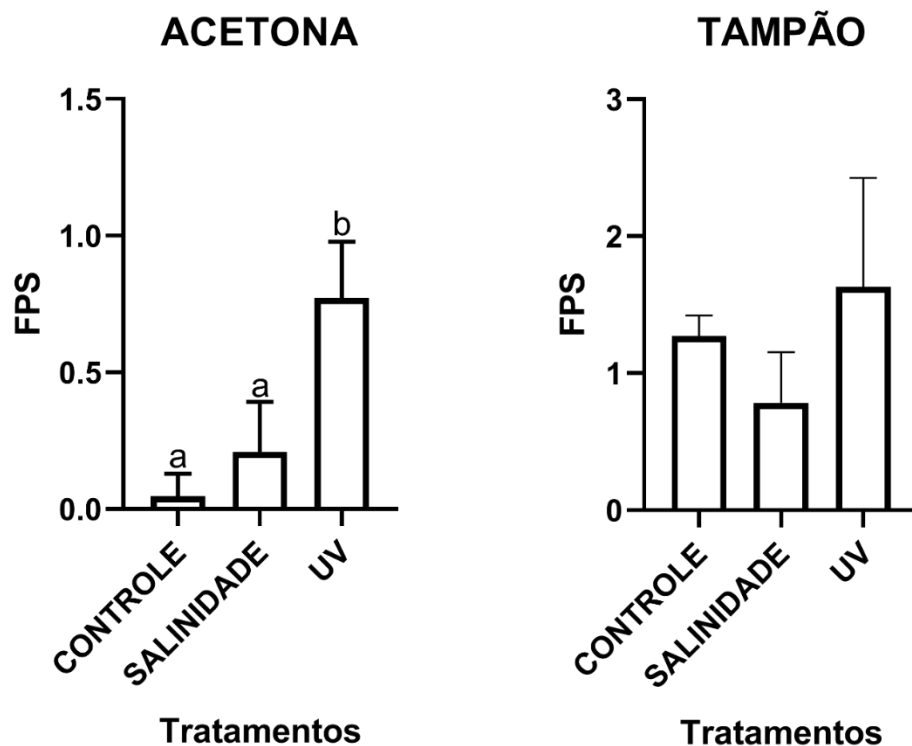 ACETONA
1.5
1.0
0.5
0.0
FPS
a
a
b
CONTROLE
SALINIDADE
UV
Tratamentos
TAMPÃO
3
2
1
0
FPS
CONTROLE
SALINIDADE
UV
Tratamentos